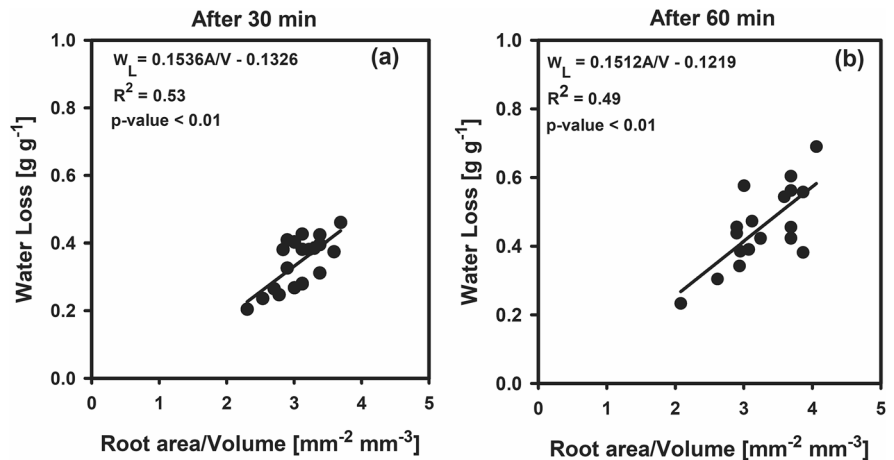 After 30 min
(a)
W_L = 0.1536A/V - 0.1326
R² = 0.53
p-value < 0.01
Water Loss [g g⁻¹]
1.0
0.8
0.6
0.4
0.2
0.0
0 1 2 3 4 5
Root area/Volume [mm⁻² mm⁻³]
After 60 min
(b)
W_L = 0.1512A/V - 0.1219
R² = 0.49
p-value < 0.01
Water Loss [g g⁻¹]
1.0
0.8
0.6
0.4
0.2
0.0
0 1 2 3 4 5
Root area/Volume [mm⁻² mm⁻³]